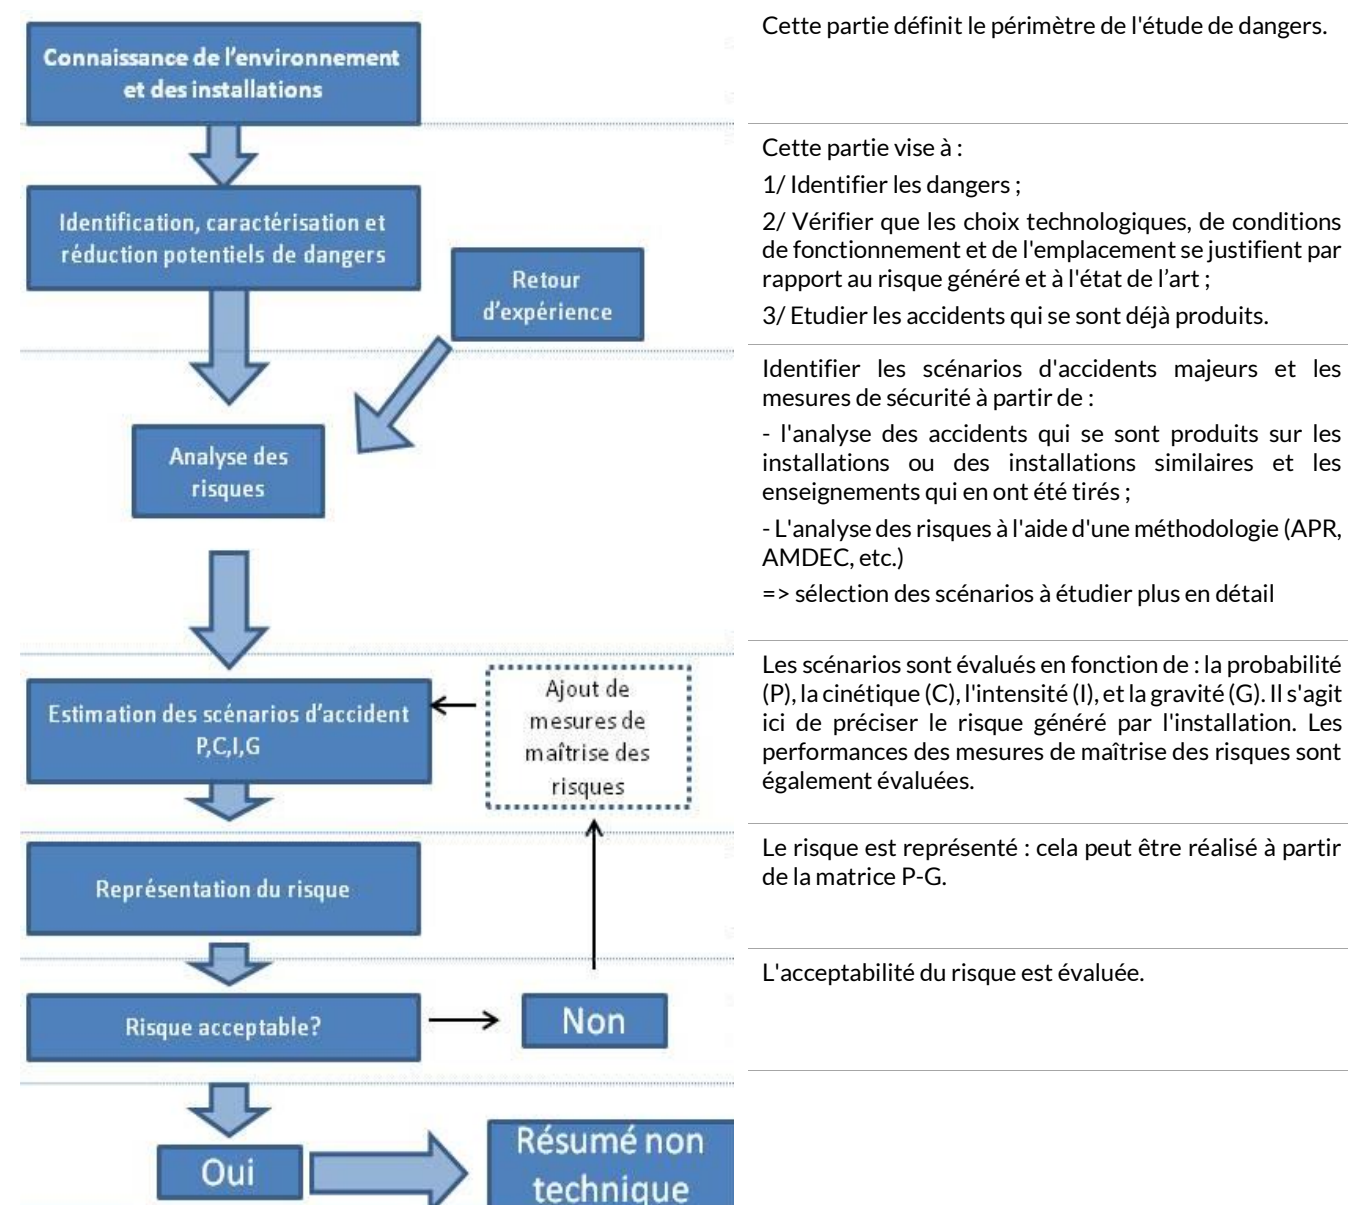 Connaissance de l'environnement
et des installations
Cette partie définit le périmètre de l'étude de dangers.
Identification, caractérisation et
réduction potentiels de dangers
Retour
d'expérience
Cette partie vise à :
1/ Identifier les dangers ;
2/ Vérifier que les choix technologiques, de conditions
de fonctionnement et de l'emplacement se justifient par
rapport au risque généré et à l'état de l’art ;
3/ Etudier les accidents qui se sont déjà produits.
Analyse des
risques
Identifier les scénarios d'accidents majeurs et les
mesures de sécurité à partir de :
- l'analyse des accidents qui se sont produits sur les
installations ou des installations similaires et les
enseignements qui en ont été tirés ;
- L'analyse des risques à l'aide d'une méthodologie (APR,
AMDEC, etc.)
=> sélection des scénarios à étudier plus en détail
Estimation des scénarios d'accident
P,C,I,G
Ajout de
mesures de
maîtrise des
risques
Les scénarios sont évalués en fonction de : la probabilité
(P), la cinétique (C), l'intensité (I), et la gravité (G). Il s'agit
ici de préciser le risque généré par l'installation. Les
performances des mesures de maîtrise des risques sont
également évaluées.
Représentation du risque
Le risque est représenté : cela peut être réalisé à partir
de la matrice P-G.
Risque acceptable?
Non
L'acceptabilité du risque est évaluée.
Oui
Résumé non
technique